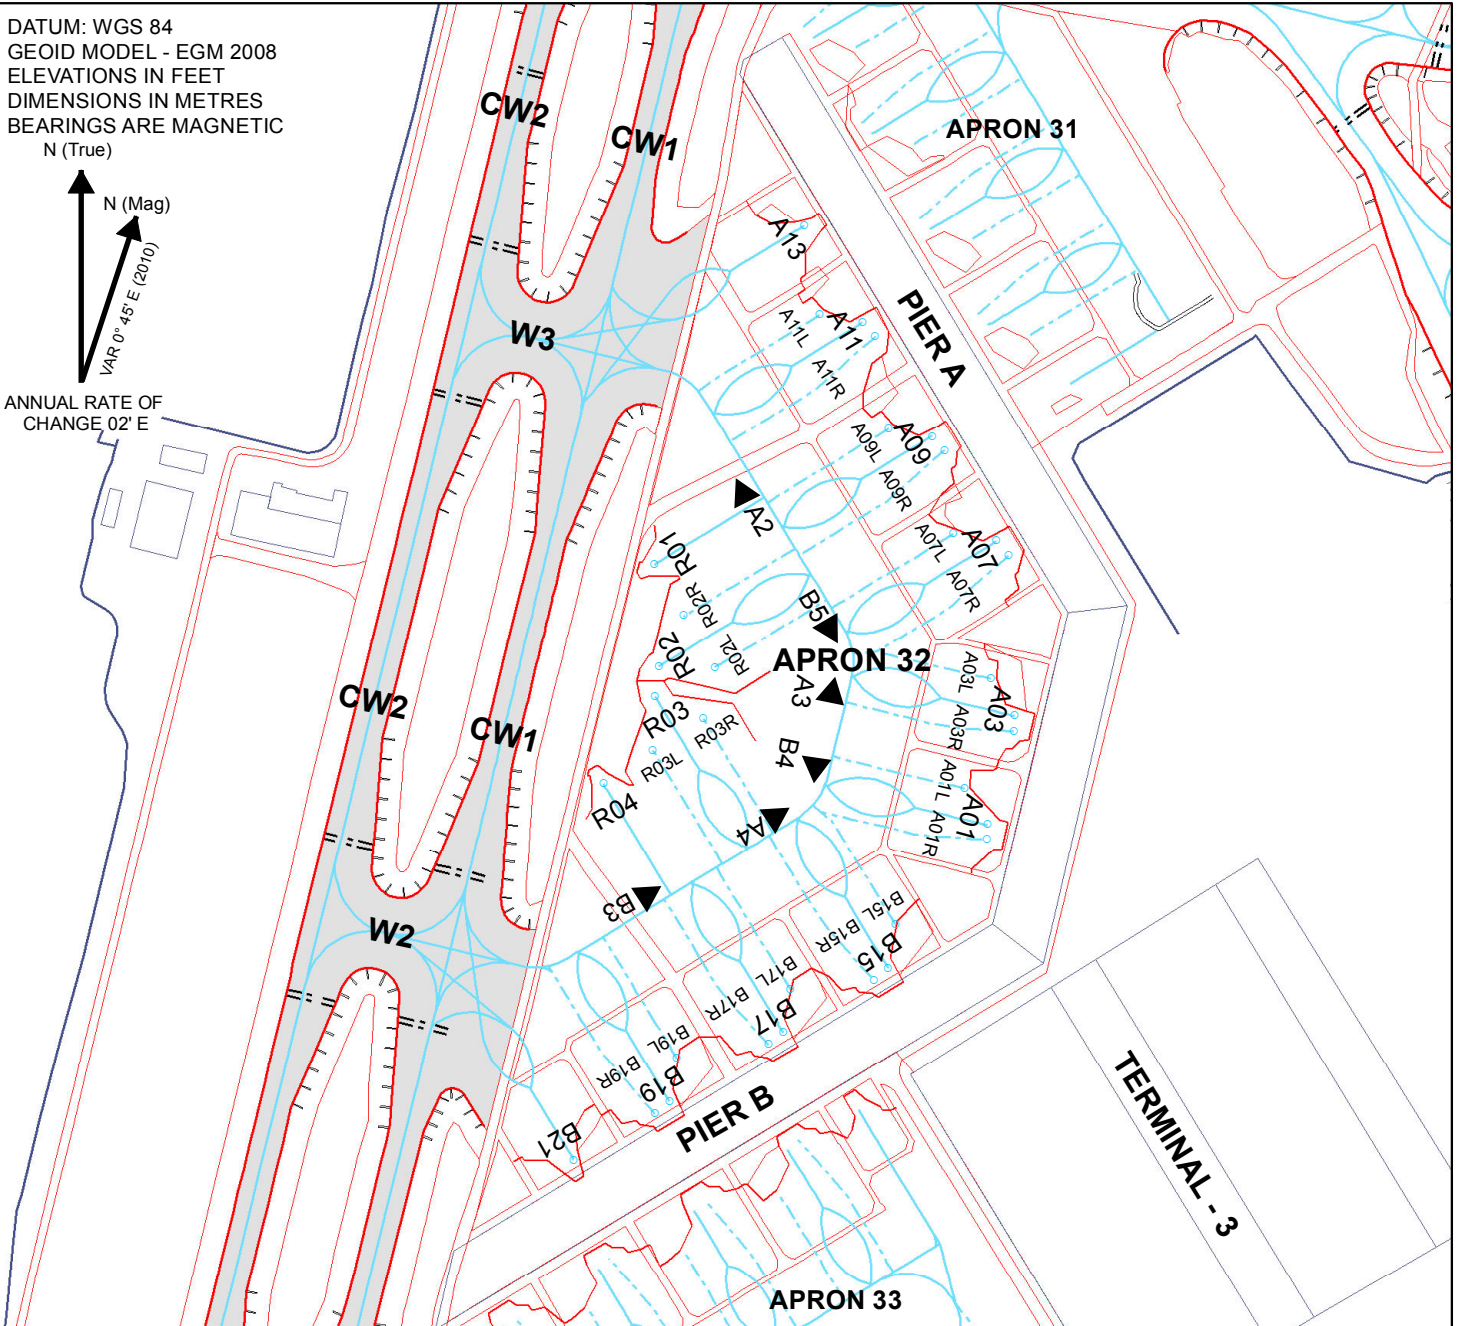 DATUM: WGS 84
GEOID MODEL - EGM 2008
ELEVATIONS IN FEET
DIMENSIONS IN METRES
BEARINGS ARE MAGNETIC
N (True)
N (Mag)
VAR 0° 45' E (2010)
ANNUAL RATE OF
CHANGE 02' E
CW2
CW1
APRON 31
A13
W3
A11L
A11
A11R
PIER A
A09L
A09
A09R
A2
R01
A07L
A07
A07R
R02R
B5
R02
R02L
APRON 32
A03L
A03
A03R
CW2
CW1
R03
R03R
A3
R03L
B4
A01L
A01
A01R
R04
A4
B3
B15L
B15R
B15
W2
B17L
B17R
B17
B19L
B19R
B19
B21
PIER B
TERMINAL - 3
APRON 33